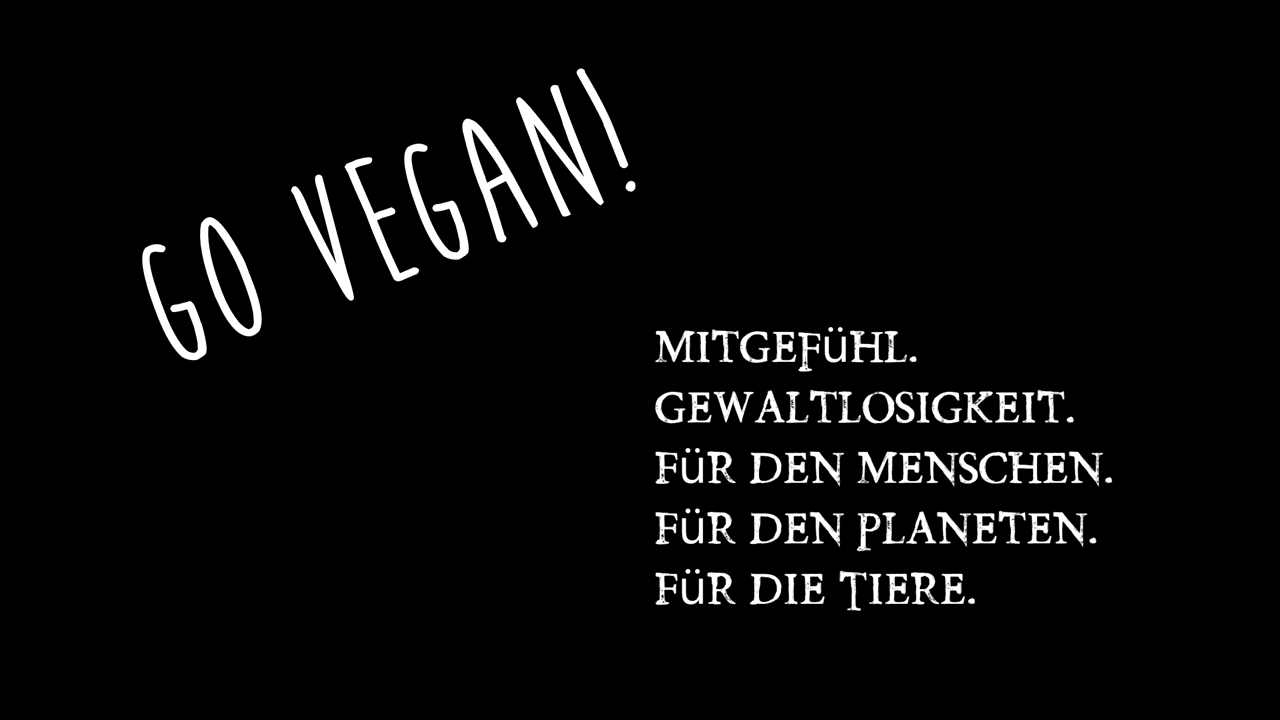 GO VEGAN!
MITGEFÜHL.
GEWALTLOSIGKEIT.
FÜR DEN MENSCHEN.
FÜR DEN PLANETEN.
FÜR DIE TIERE.